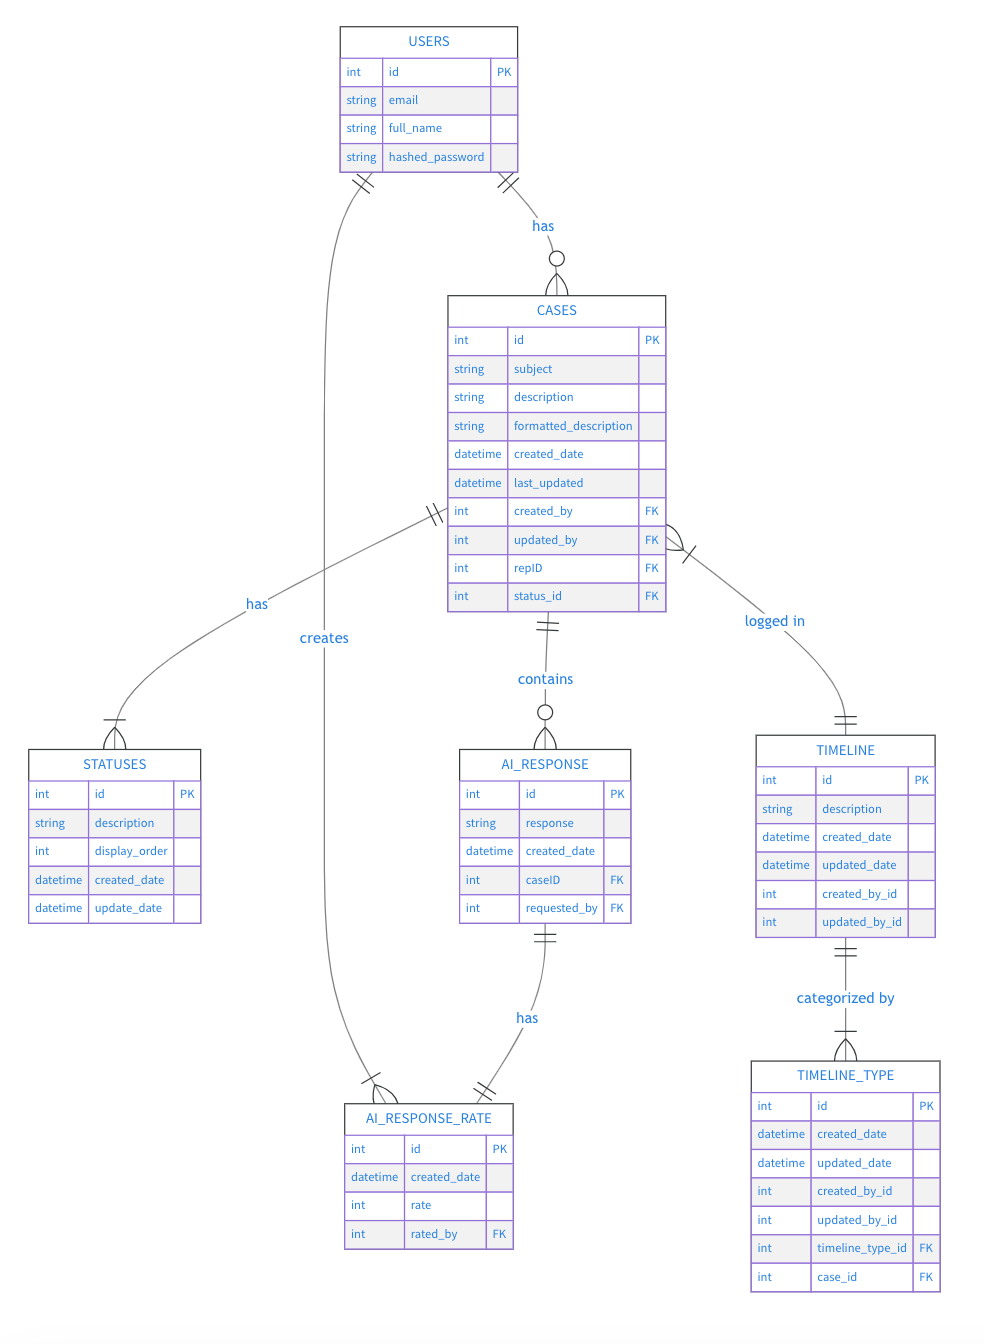 USERS
int id PK
string email
string full_name
string hashed_password
has
CASES
int id PK
string subject
string description
string formatted_description
datetime created_date
datetime last_updated
int created_by FK
int updated_by FK
int repID FK
int status_id FK
has
creates
contains
logged in
STATUSES
int id PK
string description
int display_order
datetime created_date
datetime update_date
AI_RESPONSE
int id PK
string response
datetime created_date
int caseID FK
int requested_by FK
TIMELINE
int id PK
string description
datetime created_date
datetime updated_date
int created_by_id
int updated_by_id
has
categorized by
AI_RESPONSE_RATE
int id PK
datetime created_date
int rate
int rated_by FK
TIMELINE_TYPE
int id PK
datetime created_date
datetime updated_date
int created_by_id
int updated_by_id
int timeline_type_id FK
int case_id FK